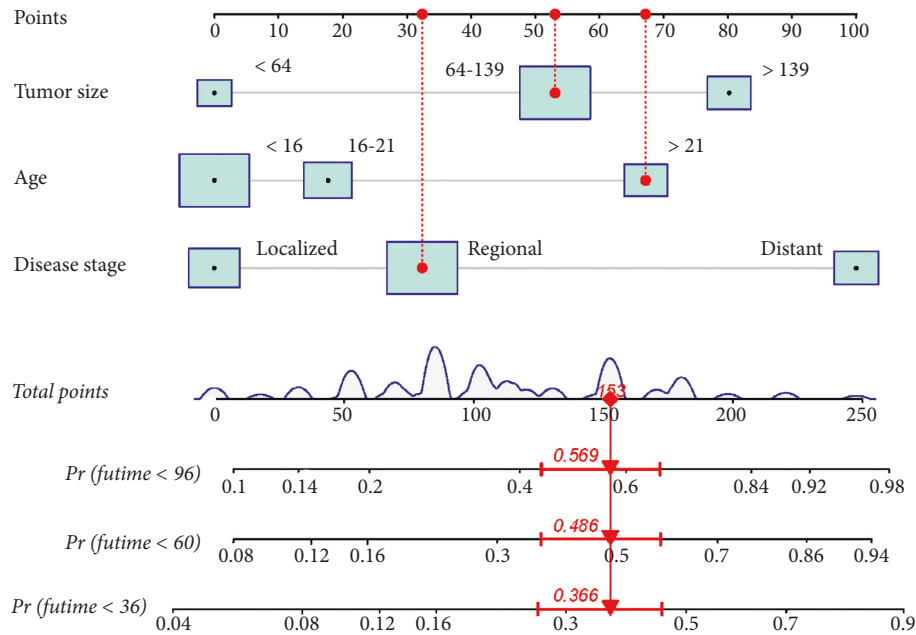 Points
0 10 20 30 40 50 60 70 80 90 100
< 64 64-139 > 139
Tumor size
< 16 16-21 > 21
Age
Localized Regional Distant
Disease stage
Total points
153
0 50 100 150 200 250
0.569
Pr (futime < 96)
0.1 0.14 0.2 0.4 0.6 0.84 0.92 0.98
0.486
Pr (futime < 60)
0.08 0.12 0.16 0.3 0.5 0.7 0.86 0.94
0.366
Pr (futime < 36)
0.04 0.08 0.12 0.16 0.3 0.5 0.7 0.9